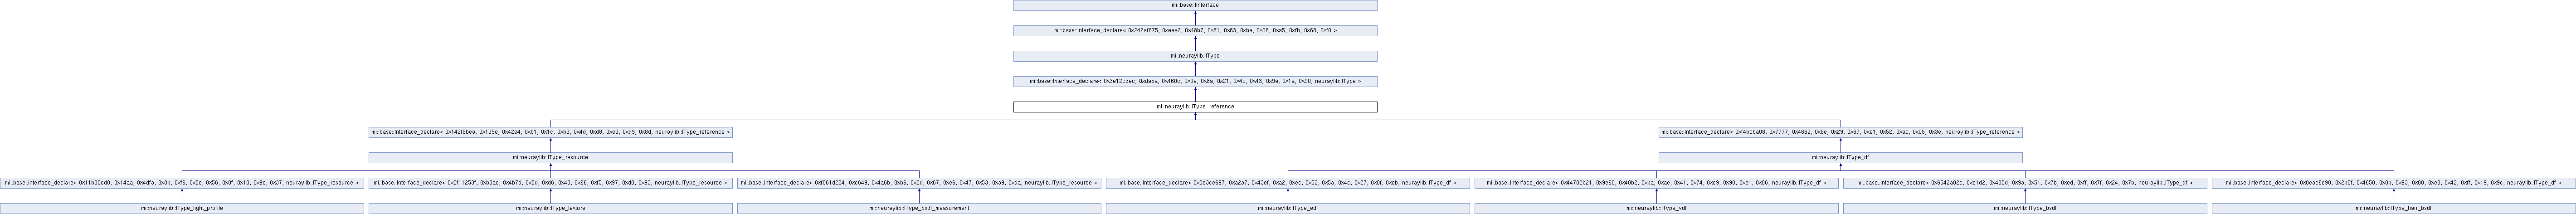 mi::base::IInterface
mi::base::Interface_declare< 0x242af675, 0xeaa2, 0x48b7, 0x81, 0x63, 0xba, 0x06, 0xa5, 0xfb, 0x68, 0xf0 >
mi::neuraylib::IType
mi::base::Interface_declare< 0x3e12cdec, 0xdaba, 0x460c, 0x9e, 0x8a, 0x21, 0x4c, 0x43, 0x9a, 0x1a, 0x90, neuraylib::IType >
mi::neuraylib::IType_reference
mi::base::Interface_declare< 0x142f5bea, 0x139e, 0x42e4, 0xb1, 0x1c, 0xb3, 0x4d, 0xd8, 0xe3, 0xd9, 0x8d, neuraylib::IType_reference >
mi::base::Interface_declare< 0xf4bcba08, 0x7777, 0x4662, 0x8e, 0x29, 0x67, 0xe1, 0x52, 0xac, 0x05, 0x3e, neuraylib::IType_reference >
mi::neuraylib::IType_resource
mi::neuraylib::IType_df
mi::base::Interface_declare< 0x11b80cd8, 0x14aa, 0x4dfa, 0x8b, 0xf6, 0x0e, 0x56, 0x0f, 0x10, 0x9c, 0x37, neuraylib::IType_resource >
mi::base::Interface_declare< 0x2f11253f, 0xb8ac, 0x4b7d, 0x8d, 0xd6, 0x43, 0x66, 0xf5, 0x97, 0xd0, 0x93, neuraylib::IType_resource >
mi::base::Interface_declare< 0xf061d204, 0xc649, 0x4a6b, 0xb6, 0x2d, 0x67, 0xe6, 0x47, 0x53, 0xa9, 0xda, neuraylib::IType_resource >
mi::base::Interface_declare< 0x3e3ce697, 0xa2a7, 0x43ef, 0xa2, 0xec, 0x52, 0x5a, 0x4c, 0x27, 0x8f, 0xeb, neuraylib::IType_df >
mi::base::Interface_declare< 0x44782b21, 0x9e60, 0x40b2, 0xba, 0xae, 0x41, 0x74, 0xc9, 0x98, 0xe1, 0x86, neuraylib::IType_df >
mi::base::Interface_declare< 0x6542a02c, 0xe1d2, 0x485d, 0x9a, 0x51, 0x7b, 0xed, 0xff, 0x7f, 0x24, 0x7b, neuraylib::IType_df >
mi::base::Interface_declare< 0x8eac6c90, 0x2b8f, 0x4650, 0x8b, 0x93, 0x88, 0xe0, 0x42, 0xff, 0x19, 0x9c, neuraylib::IType_df >
mi::neuraylib::IType_light_profile
mi::neuraylib::IType_texture
mi::neuraylib::IType_bsdf_measurement
mi::neuraylib::IType_edf
mi::neuraylib::IType_vdf
mi::neuraylib::IType_bsdf
mi::neuraylib::IType_hair_bsdf